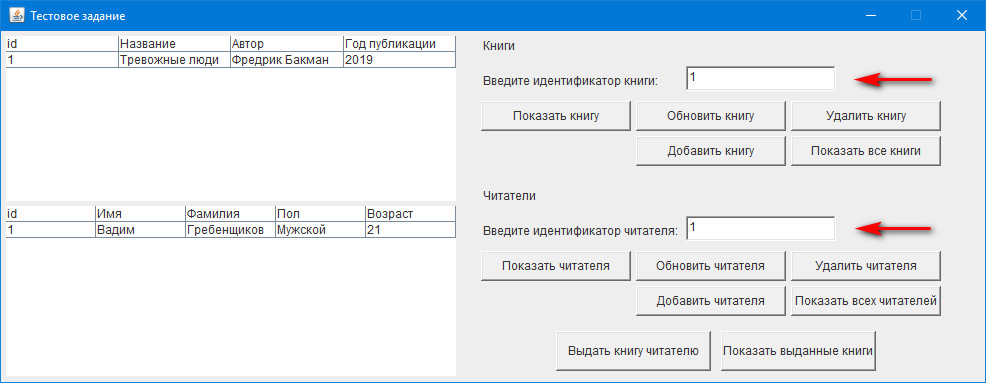 Тестовое задание
id Название Автор Год публикации
1 Тревожные люди Фредрик Бакман 2019
Книги
Введите идентификатор книги: 1
Показать книгу Обновить книгу Удалить книгу
Добавить книгу Показать все книги
id Имя Фамилия Пол Возраст
1 Вадим Гребенщиков Мужской 21
Читатели
Введите идентификатор читателя: 1
Показать читателя Обновить читателя Удалить читателя
Добавить читателя Показать всех читателей
Выдать книгу читателю Показать выданные книги